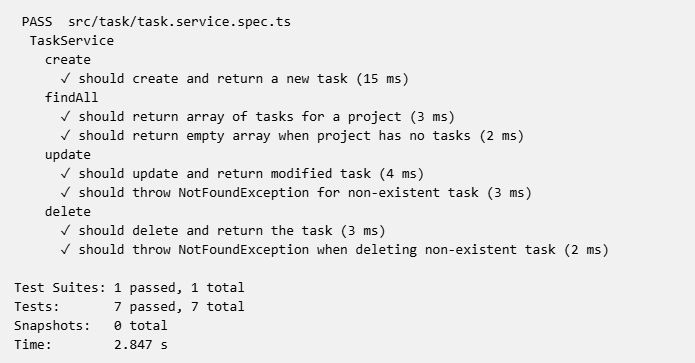 PASS  src/task/task.service.spec.ts
TaskService
create
✓ should create and return a new task (15 ms)
findAll
✓ should return array of tasks for a project (3 ms)
✓ should return empty array when project has no tasks (2 ms)
update
✓ should update and return modified task (4 ms)
✓ should throw NotFoundException for non-existent task (3 ms)
delete
✓ should delete and return the task (3 ms)
✓ should throw NotFoundException when deleting non-existent task (2 ms)
Test Suites: 1 passed, 1 total
Tests:       7 passed, 7 total
Snapshots:   0 total
Time:        2.847 s